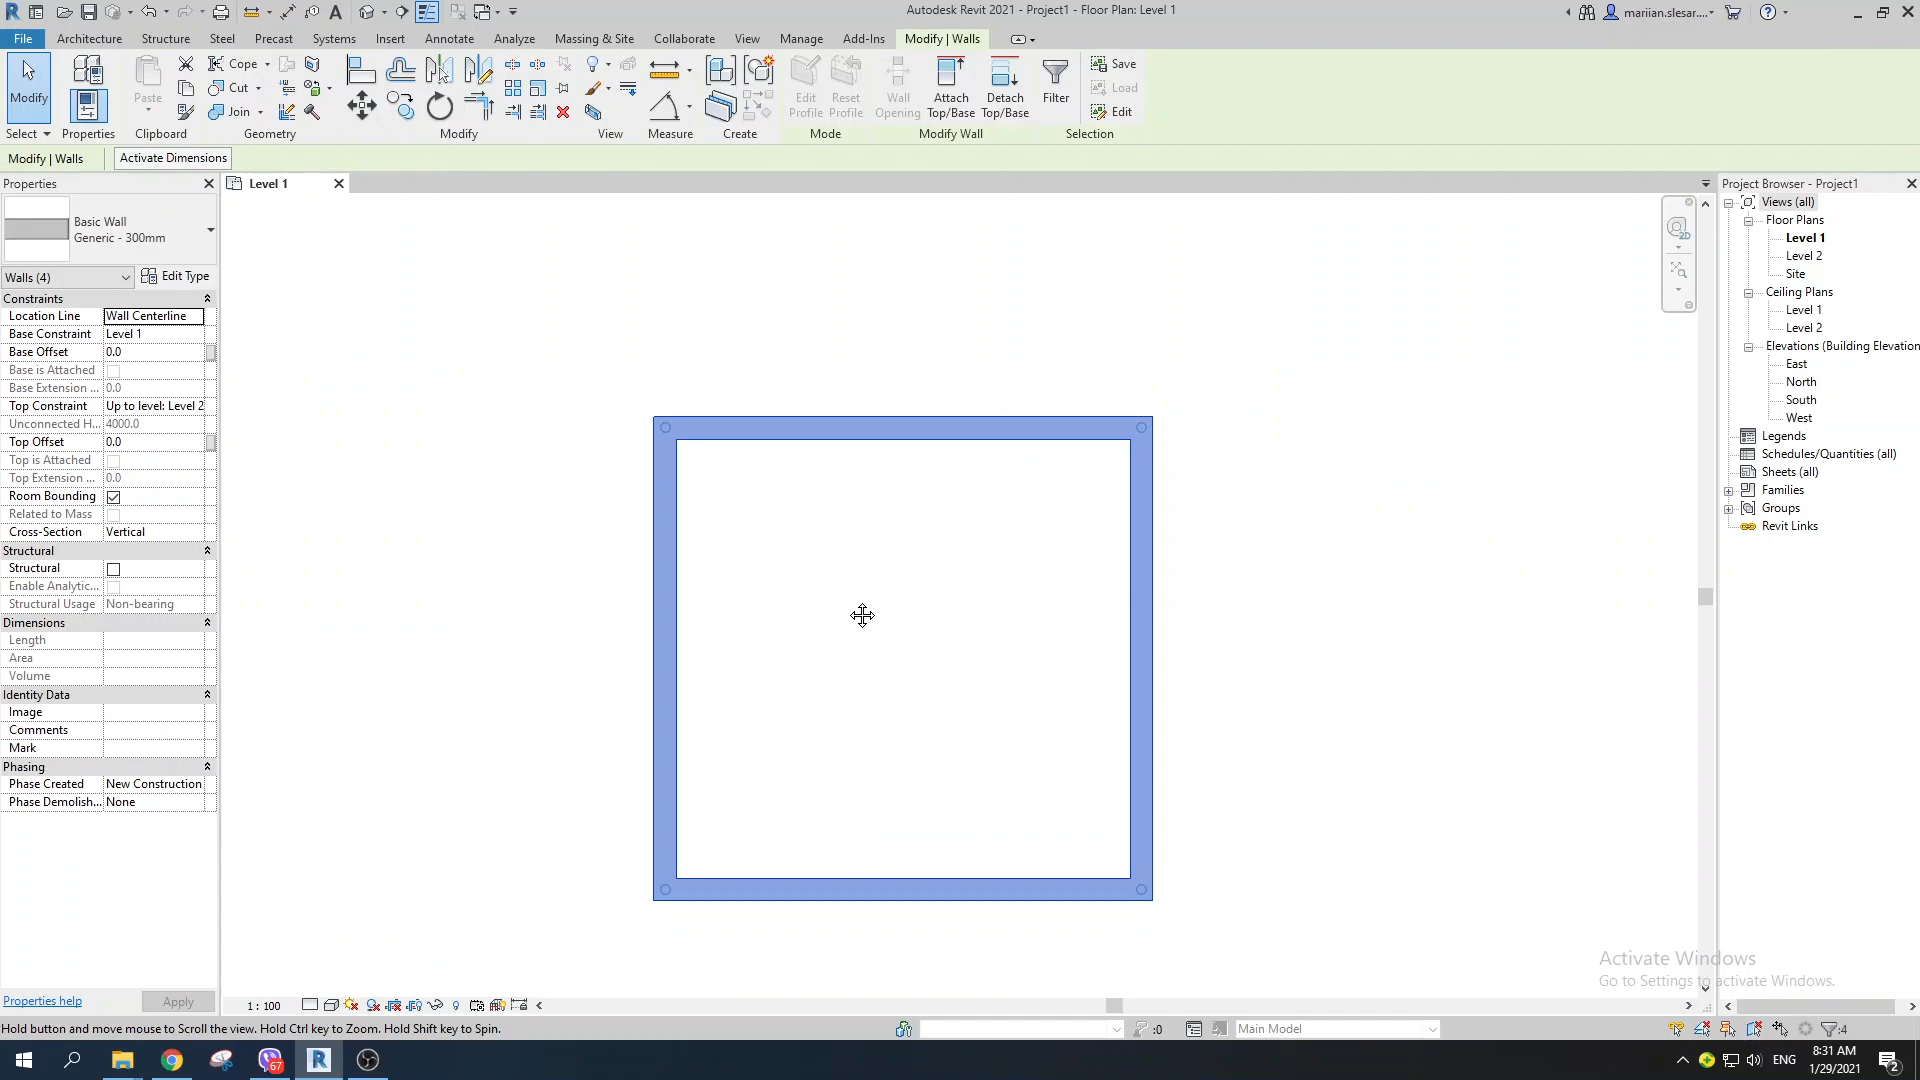 Autodesk Revit 2021 - Project1 - Floor Plan: Level 1
mariian.slesar....
File Architecture Structure Steel Precast Systems Insert Annotate Analyze Massing & Site Collaborate View Manage Add-Ins Modify | Walls
Modify
Paste
Cope
Cut
Join
Edit Profile
Reset Profile
Wall Opening
Attach Top/Base
Detach Top/Base
Filter
Save
Load
Edit
Select Properties Clipboard Geometry Modify View Measure Create Mode Modify Wall Selection
Modify | Walls Activate Dimensions
Properties
Level 1
Project Browser - Project1
Basic Wall
Generic - 300mm
Walls (4) Edit Type
Constraints
Location Line Wall Centerline
Base Constraint Level 1
Base Offset 0.0
Base is Attached
Base Extension ... 0.0
Top Constraint Up to level: Level 2
Unconnected H... 4000.0
Top Offset 0.0
Top is Attached
Top Extension ... 0.0
Room Bounding
Related to Mass
Cross-Section Vertical
Structural
Structural
Enable Analytic...
Structural Usage Non-bearing
Dimensions
Length
Area
Volume
Identity Data
Image
Comments
Mark
Phasing
Phase Created New Construction
Phase Demolish... None
Properties help Apply
2D
Views (all)
Floor Plans
Level 1
Level 2
Site
Ceiling Plans
Level 1
Level 2
Elevations (Building Elevation
East
North
South
West
Legends
Schedules/Quantities (all)
Sheets (all)
Families
Groups
Revit Links
Activate Windows
Go to Settings to activate Windows.
1 : 100
Hold button and move mouse to Scroll the view. Hold Ctrl key to Zoom. Hold Shift key to Spin.
:0
Main Model
:4
67
ENG
8:31 AM
1/29/2021
2